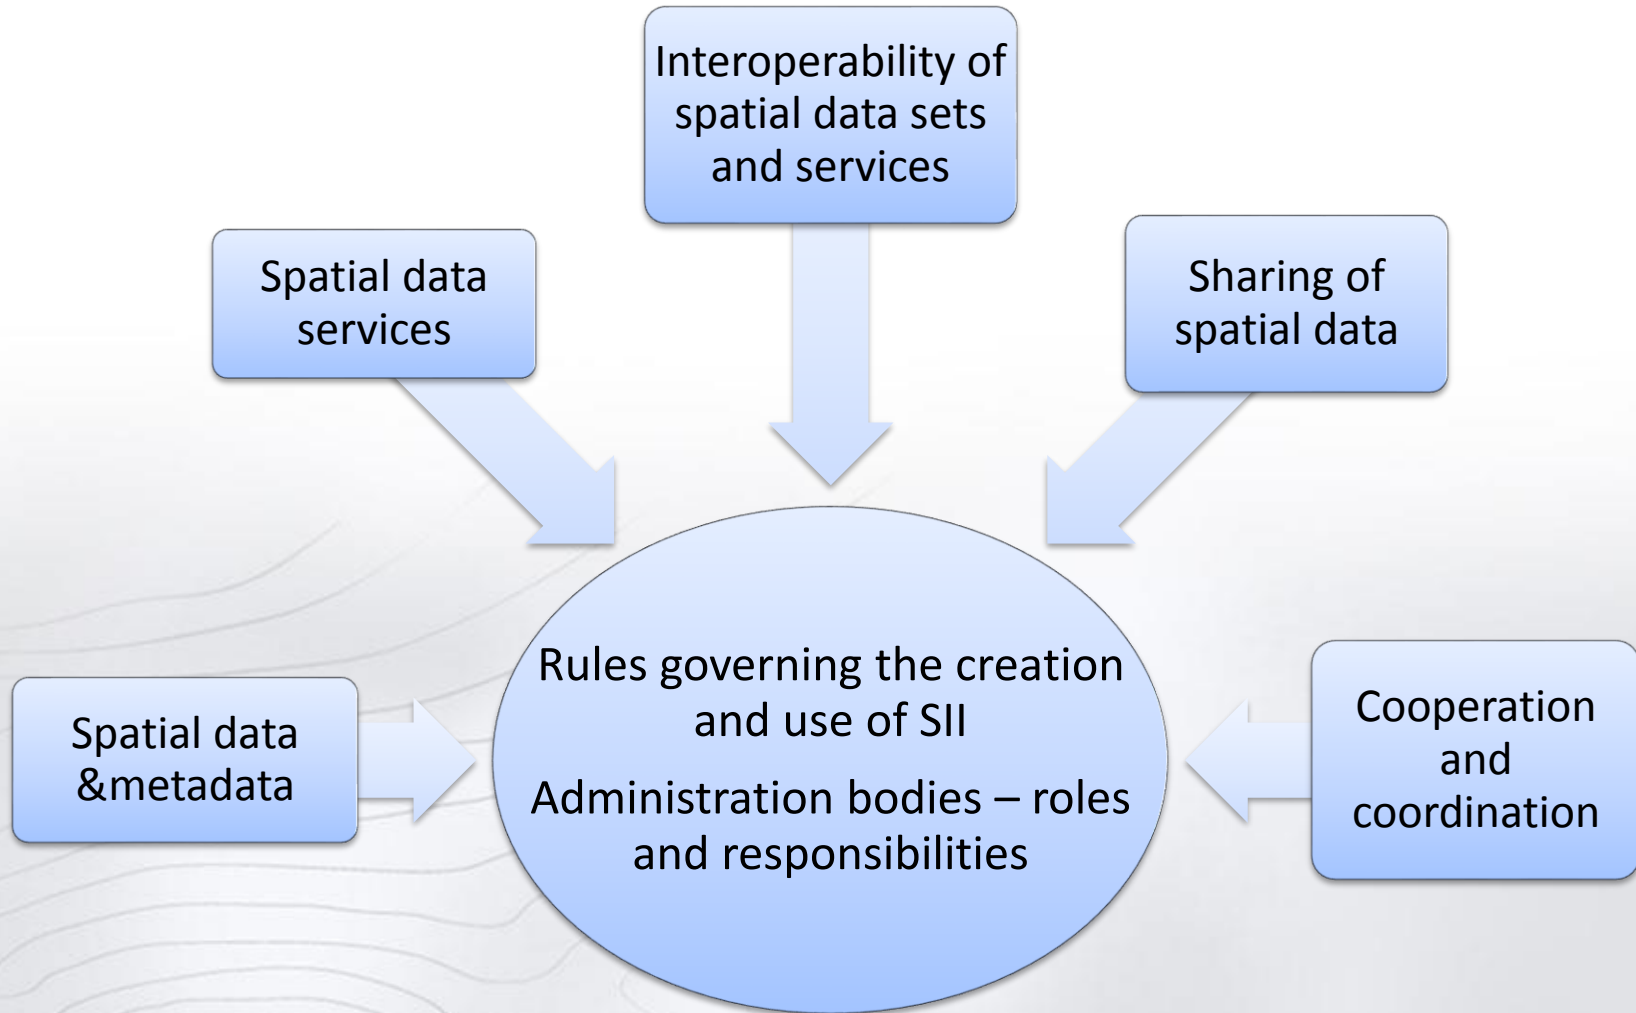 Interoperability of
spatial data sets
and services
Spatial data
services
Sharing of
spatial data
Rules governing the creation
and use of SII
Administration bodies – roles
and responsibilities
Spatial data
&metadata
Cooperation
and
coordination